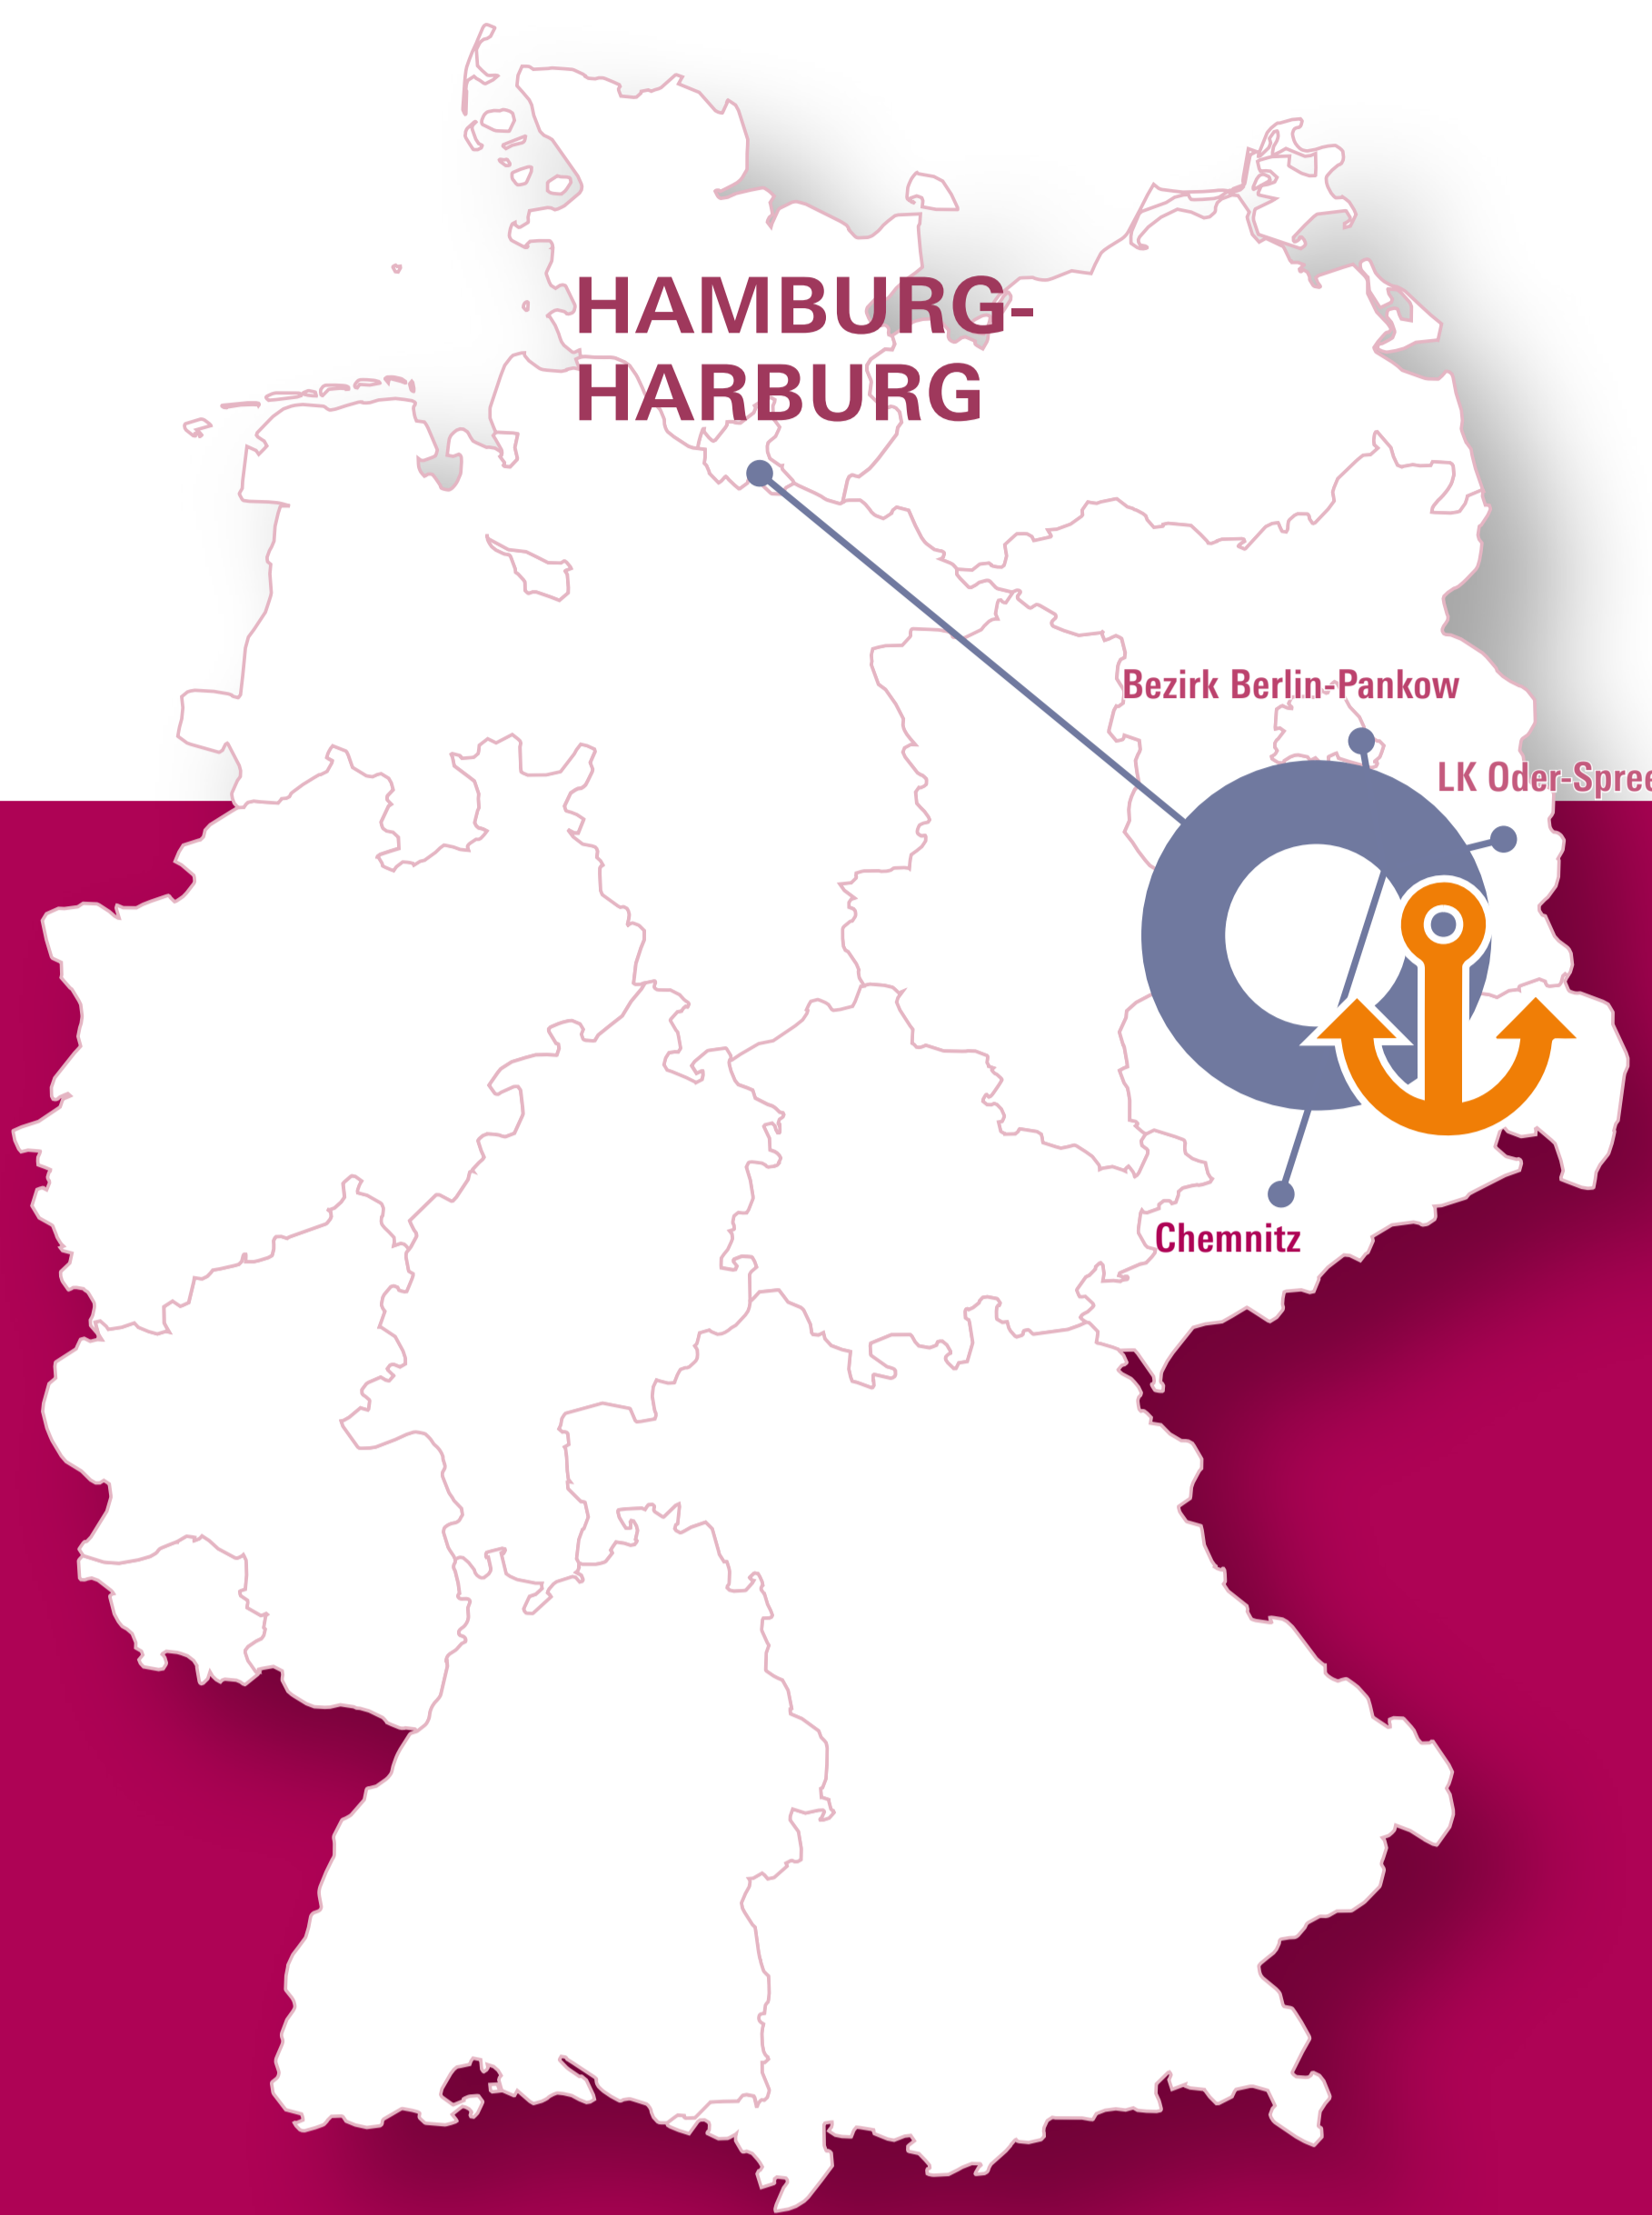 HAMBURG-
HARBURG
Bezirk Berlin-Pankow
LK Oder-Spree
Chemnitz